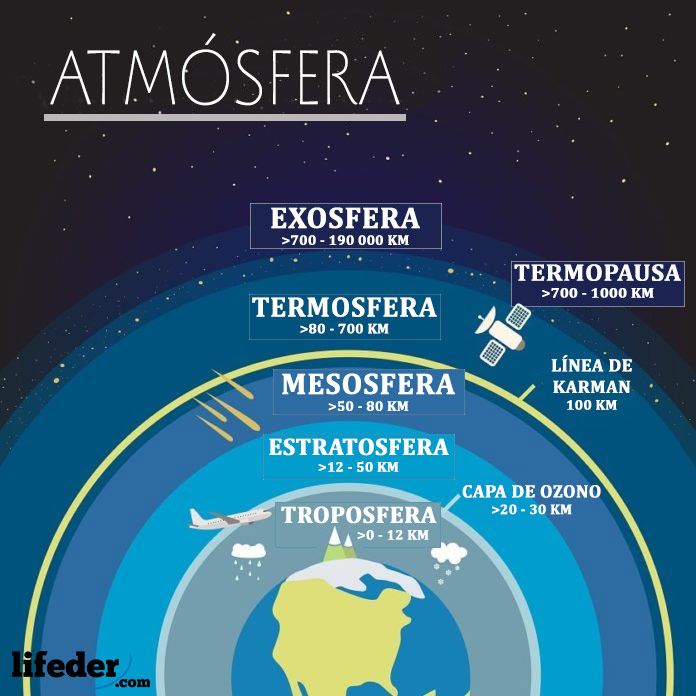 ATMÓSFERA
EXOSFERA
>700 - 190 000 KM
TERMOPAUSA
>700 - 1000 KM
TERMOSFERA
>80 - 700 KM
LÍNEA DE
KARMAN
100 KM
MESOSFERA
>50 - 80 KM
ESTRATOSFERA
>12 - 50 KM
CAPA DE OZONO
>20 - 30 KM
TROPOSFERA
>0 - 12 KM
lifeder
.com